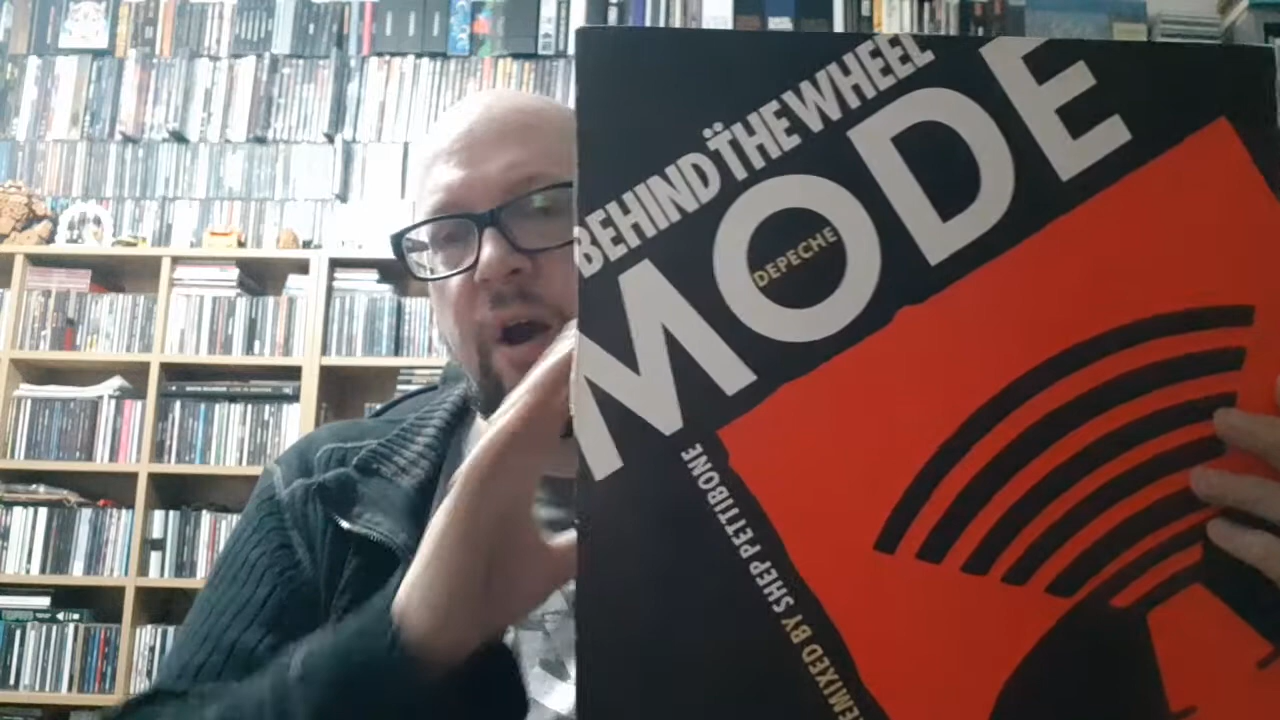 BEHIND THE WHEEL
MODE
DEPECHE
REMIXED BY SHEP PETTIBONE